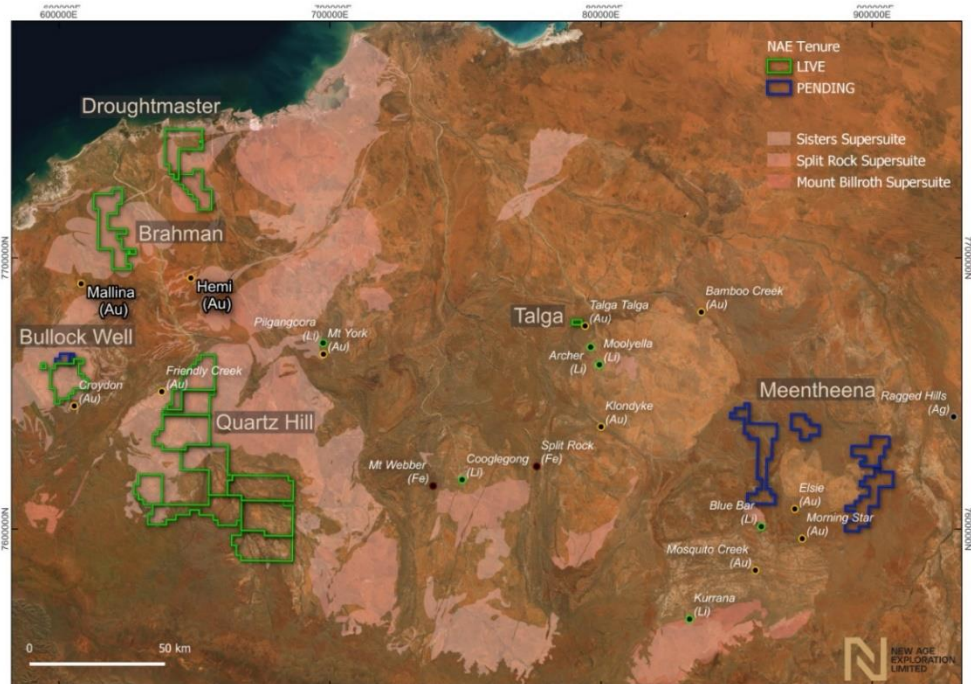 600000E
700000E
800000E
900000E
NAE Tenure
LIVE
PENDING
Sisters Supersuite
Split Rock Supersuite
Mount Billroth Supersuite
Droughtmaster
Brahman
7700000N
7700000N
Mallina
(Au)
Hemi
(Au)
Bullock Well
Croydon
(Au)
Friendly Creek
(Au)
Pilgangoora
(Li)
Mt York
(Au)
Talga
Talga Talga
(Au)
Moolyella
(Li)
Archer
(Li)
Bamboo Creek
(Au)
Meentheena
Ragged Hills
(Ag)
Quartz Hill
Klondyke
(Au)
Split Rock
(Fe)
Cooglegong
(Li)
Mt Webber
(Fe)
Elsie
(Au)
Blue Bar
(Li)
Morning Star
(Au)
7600000N
7600000N
Mosquito Creek
(Au)
Kurrana
(Li)
0
50 km
N
NEW AGE
EXPLORATION
LIMITED